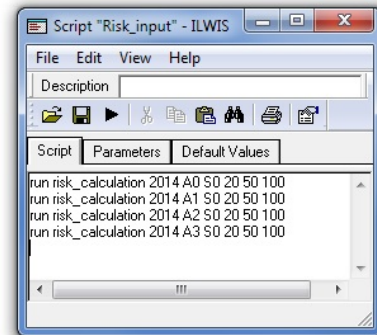 Script "Risk_input" - ILWIS
File Edit View Help
Description
Script Parameters Default Values
run risk_calculation 2014 A0 S0 20 50 100
run risk_calculation 2014 A1 S0 20 50 100
run risk_calculation 2014 A2 S0 20 50 100
run risk_calculation 2014 A3 S0 20 50 100